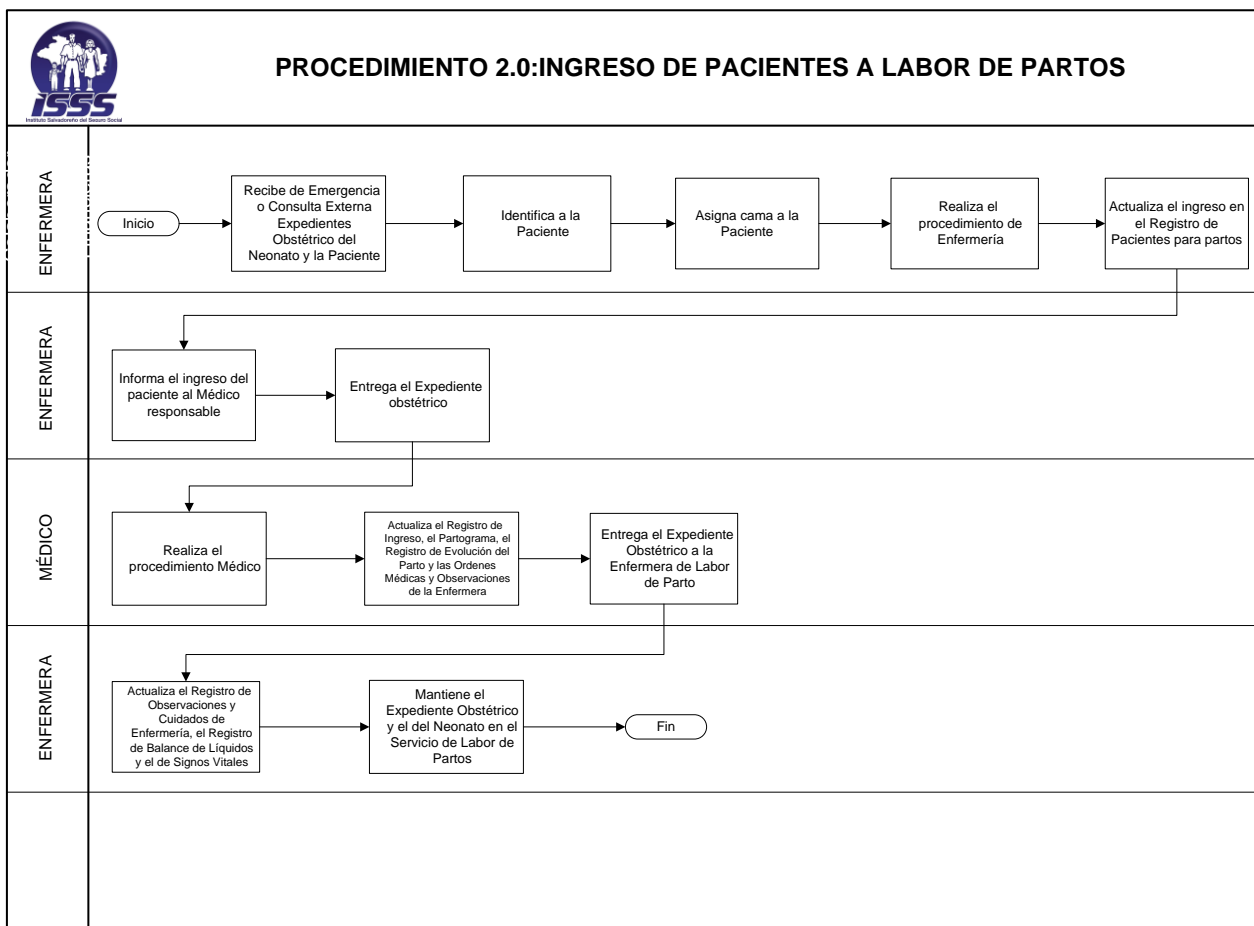 ISSS
Instituto Salvadoreño del Seguro Social
PROCEDIMIENTO 2.0:INGRESO DE PACIENTES A LABOR DE PARTOS
ENFERMERA
Inicio
Recibe de Emergencia
o Consulta Externa
Expedientes
Obstétrico del
Neonato y la Paciente
Identifica a la
Paciente
Asigna cama a la
Paciente
Realiza el
procedimiento de
Enfermería
Actualiza el ingreso en
el Registro de
Pacientes para partos
ENFERMERA
Informa el ingreso del
paciente al Médico
responsable
Entrega el Expediente
obstétrico
MÉDICO
Realiza el
procedimiento Médico
Actualiza el Registro de
Ingreso, el Partograma, el
Registro de Evolución del
Parto y las Ordenes
Médicas y Observaciones
de la Enfermera
Entrega el Expediente
Obstétrico a la
Enfermera de Labor
de Parto
ENFERMERA
Actualiza el Registro de
Observaciones y
Cuidados de
Enfermería, el Registro
de Balance de Líquidos
y el de Signos Vitales
Mantiene el
Expediente Obstétrico
y el del Neonato en el
Servicio de Labor de
Partos
Fin